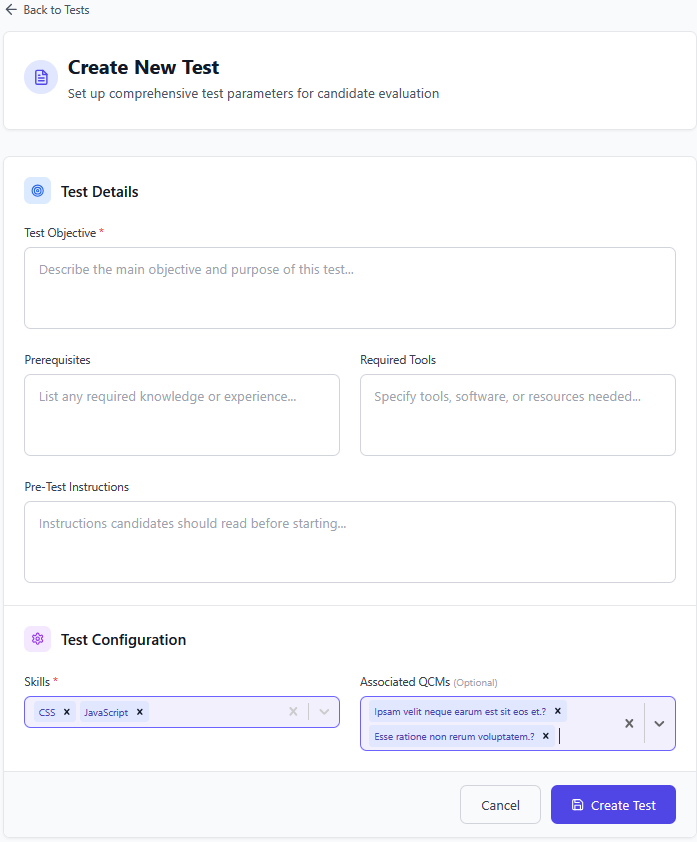 Back to Tests
Create New Test
Set up comprehensive test parameters for candidate evaluation
Test Details
Test Objective *
Describe the main objective and purpose of this test...
Prerequisites
Required Tools
List any required knowledge or experience...
Specify tools, software, or resources needed...
Pre-Test Instructions
Instructions candidates should read before starting...
Test Configuration
Skills *
Associated QCMs (Optional)
CSS
JavaScript
Ipsam velit neque earum est sit eos et.?
Esse ratione non rerum voluptatem.?
Cancel
Create Test